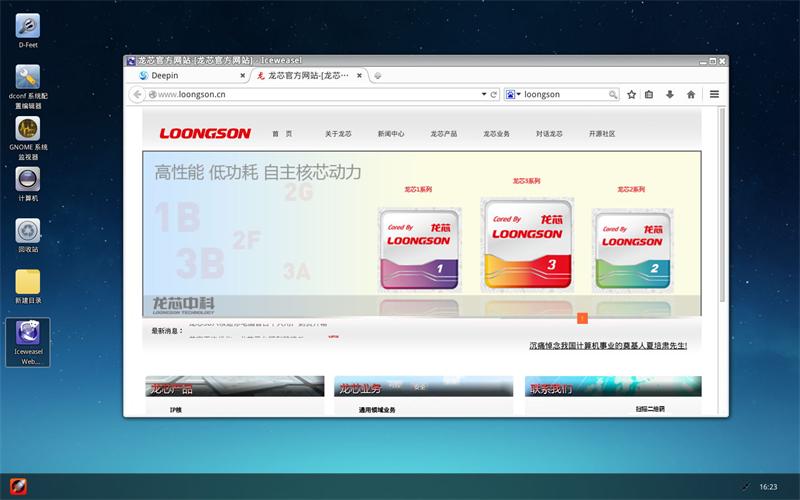 D-Feet
dconf 系统配
置编辑器
GNOME 系统
监视器
计算机
回收站
新建目录
Iceweasel
Web...
龙芯官方网站-[龙芯官方网站] - Iceweasel
Deepin
龙芯官方网站-[龙芯···
www.loongson.cn
loongson
LOONGSON
首 页
关于龙芯
新闻中心
龙芯产品
龙芯业务
对话龙芯
开源社区
高性能 低功耗 自主核芯动力
1B
2G
2F
3B
3A
龙芯1系列
龙芯3系列
龙芯2系列
Cored By 龙芯
LOONGSON
1
Cored By 龙芯
LOONGSON
3
Cored By 龙芯
LOONGSON
2
龙芯中科
LOONGSON TECHNOLOGY
1
最新消息：
沉痛悼念我国计算机事业的奠基人夏培肃先生!
龙芯产品
龙芯业务
安全
联系我们
IP核
通用领域业务
扫描二维码
16:23